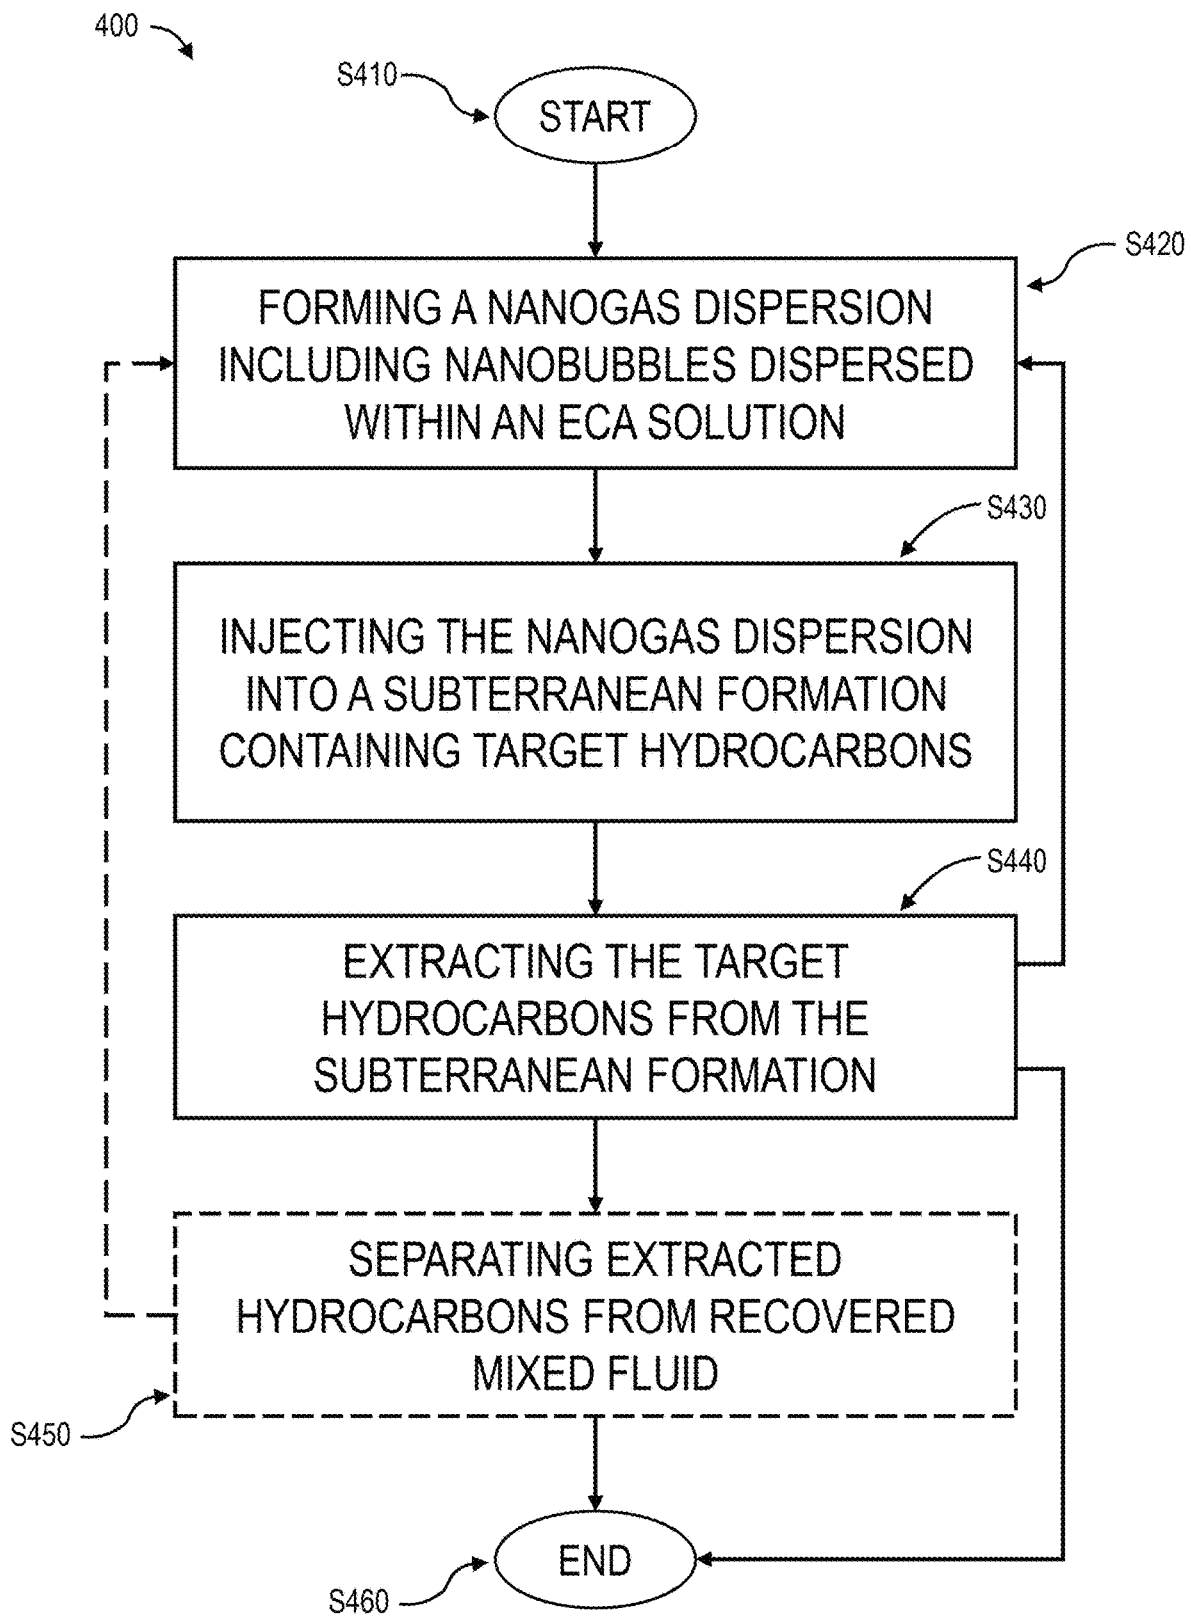 400
S410
START
S420
FORMING A NANOGAS DISPERSION
INCLUDING NANOBUBBLES DISPERSED
WITHIN AN ECA SOLUTION
S430
INJECTING THE NANOGAS DISPERSION
INTO A SUBTERRANEAN FORMATION
CONTAINING TARGET HYDROCARBONS
S440
EXTRACTING THE TARGET
HYDROCARBONS FROM THE
SUBTERRANEAN FORMATION
SEPARATING EXTRACTED
HYDROCARBONS FROM RECOVERED
MIXED FLUID
S450
END
S460